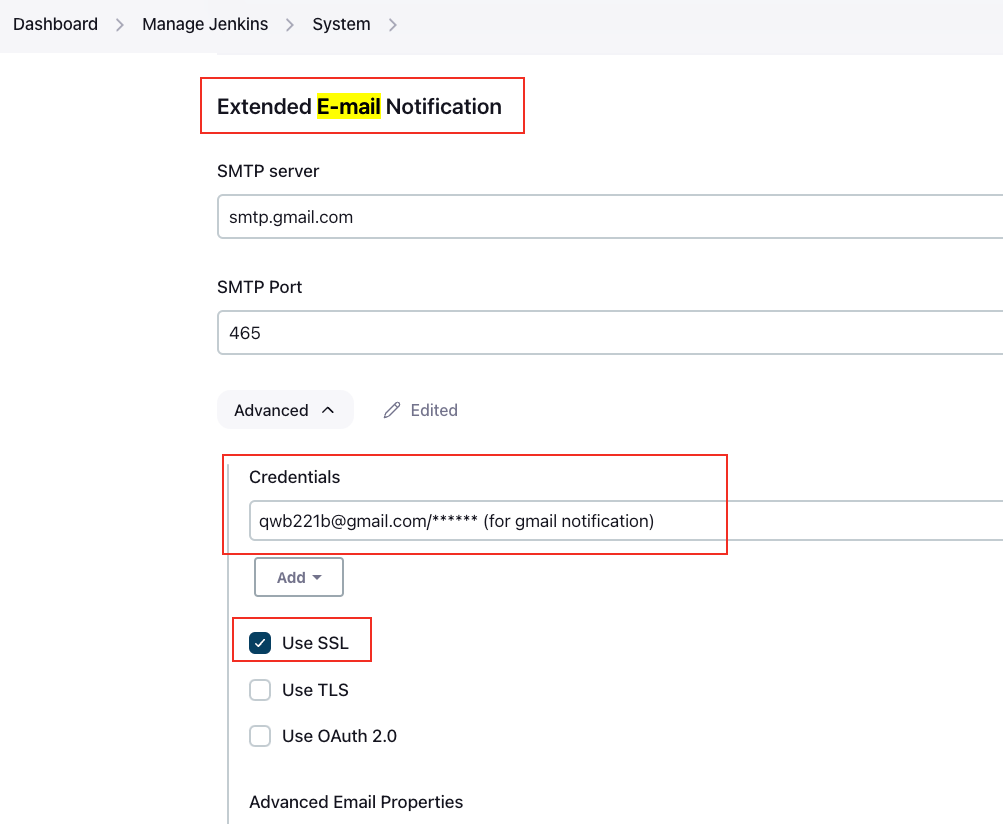 Dashboard > Manage Jenkins > System >
Extended E-mail Notification
SMTP server
smtp.gmail.com
SMTP Port
465
Advanced Edited
Credentials
qwb221b@gmail.com/****** (for gmail notification)
Add
Use SSL
Use TLS
Use OAuth 2.0
Advanced Email Properties